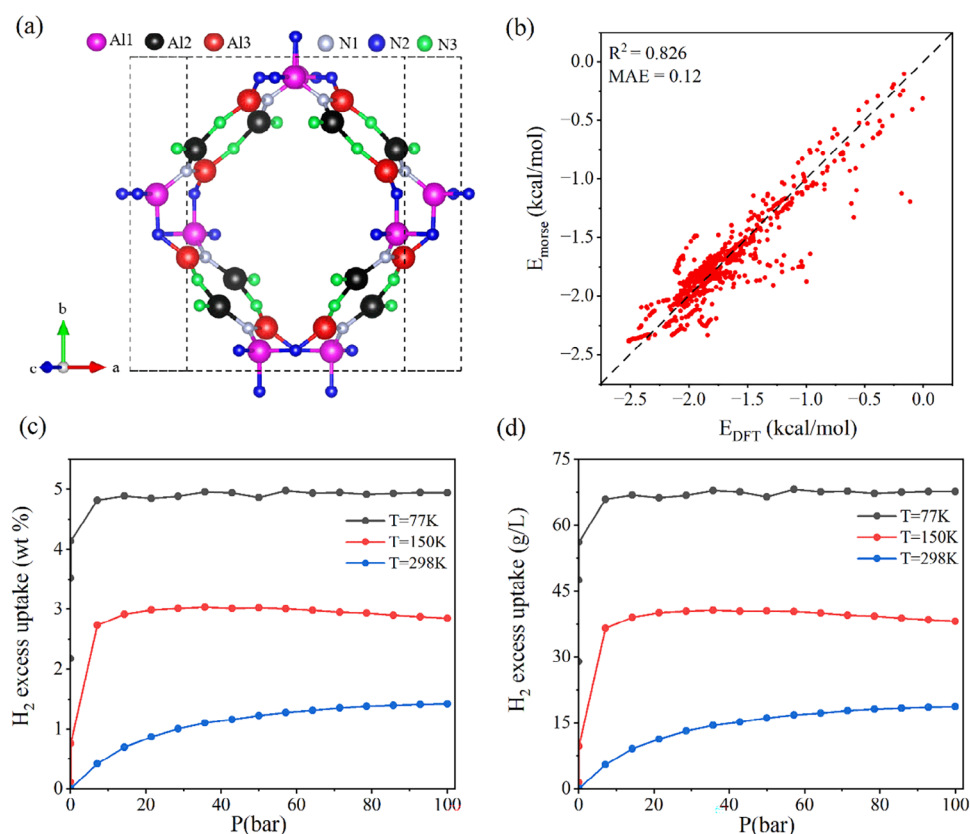 (a)
Al1 Al2 Al3 N1 N2 N3
b
c
a
(b)
R² = 0.826
MAE = 0.12
0.0
−0.5
−1.0
−1.5
−2.0
−2.5
E_morse (kcal/mol)
−2.5 −2.0 −1.5 −1.0 −0.5 0.0
E_DFT (kcal/mol)
(c)
H₂ excess uptake (wt %)
5
4
3
2
1
0
T=77K
T=150K
T=298K
0 20 40 60 80 100
P(bar)
(d)
H₂ excess uptake (g/L)
75
60
45
30
15
0
T=77K
T=150K
T=298K
0 20 40 60 80 100
P(bar)